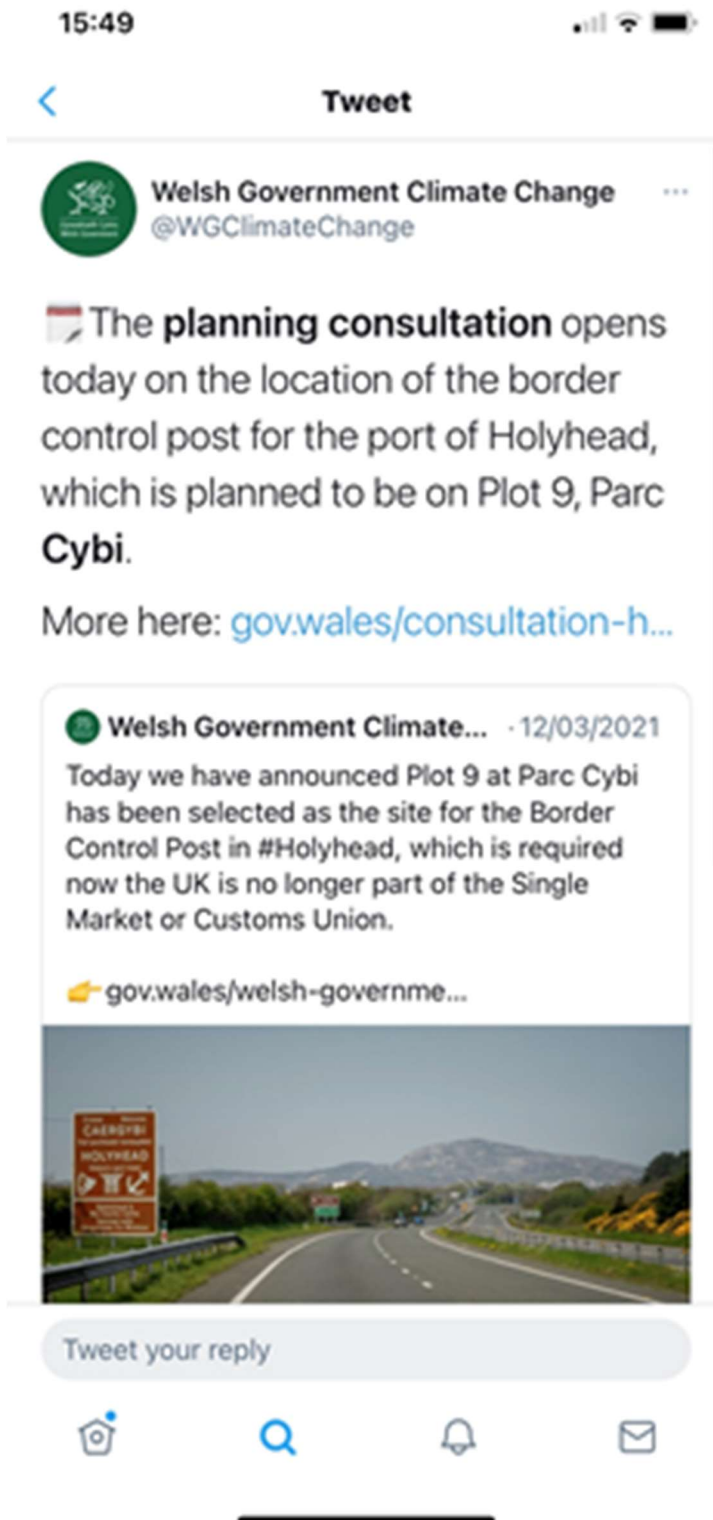 15:49
Tweet
Welsh Government Climate Change
@WGClimateChange
The planning consultation opens
today on the location of the border
control post for the port of Holyhead,
which is planned to be on Plot 9, Parc
Cybi.
More here: gov.wales/consultation-h...
Welsh Government Climate... · 12/03/2021
Today we have announced Plot 9 at Parc Cybi
has been selected as the site for the Border
Control Post in #Holyhead, which is required
now the UK is no longer part of the Single
Market or Customs Union.
👉gov.wales/welsh-governme...
CAERGYBI
HOLYHEAD
Tweet your reply